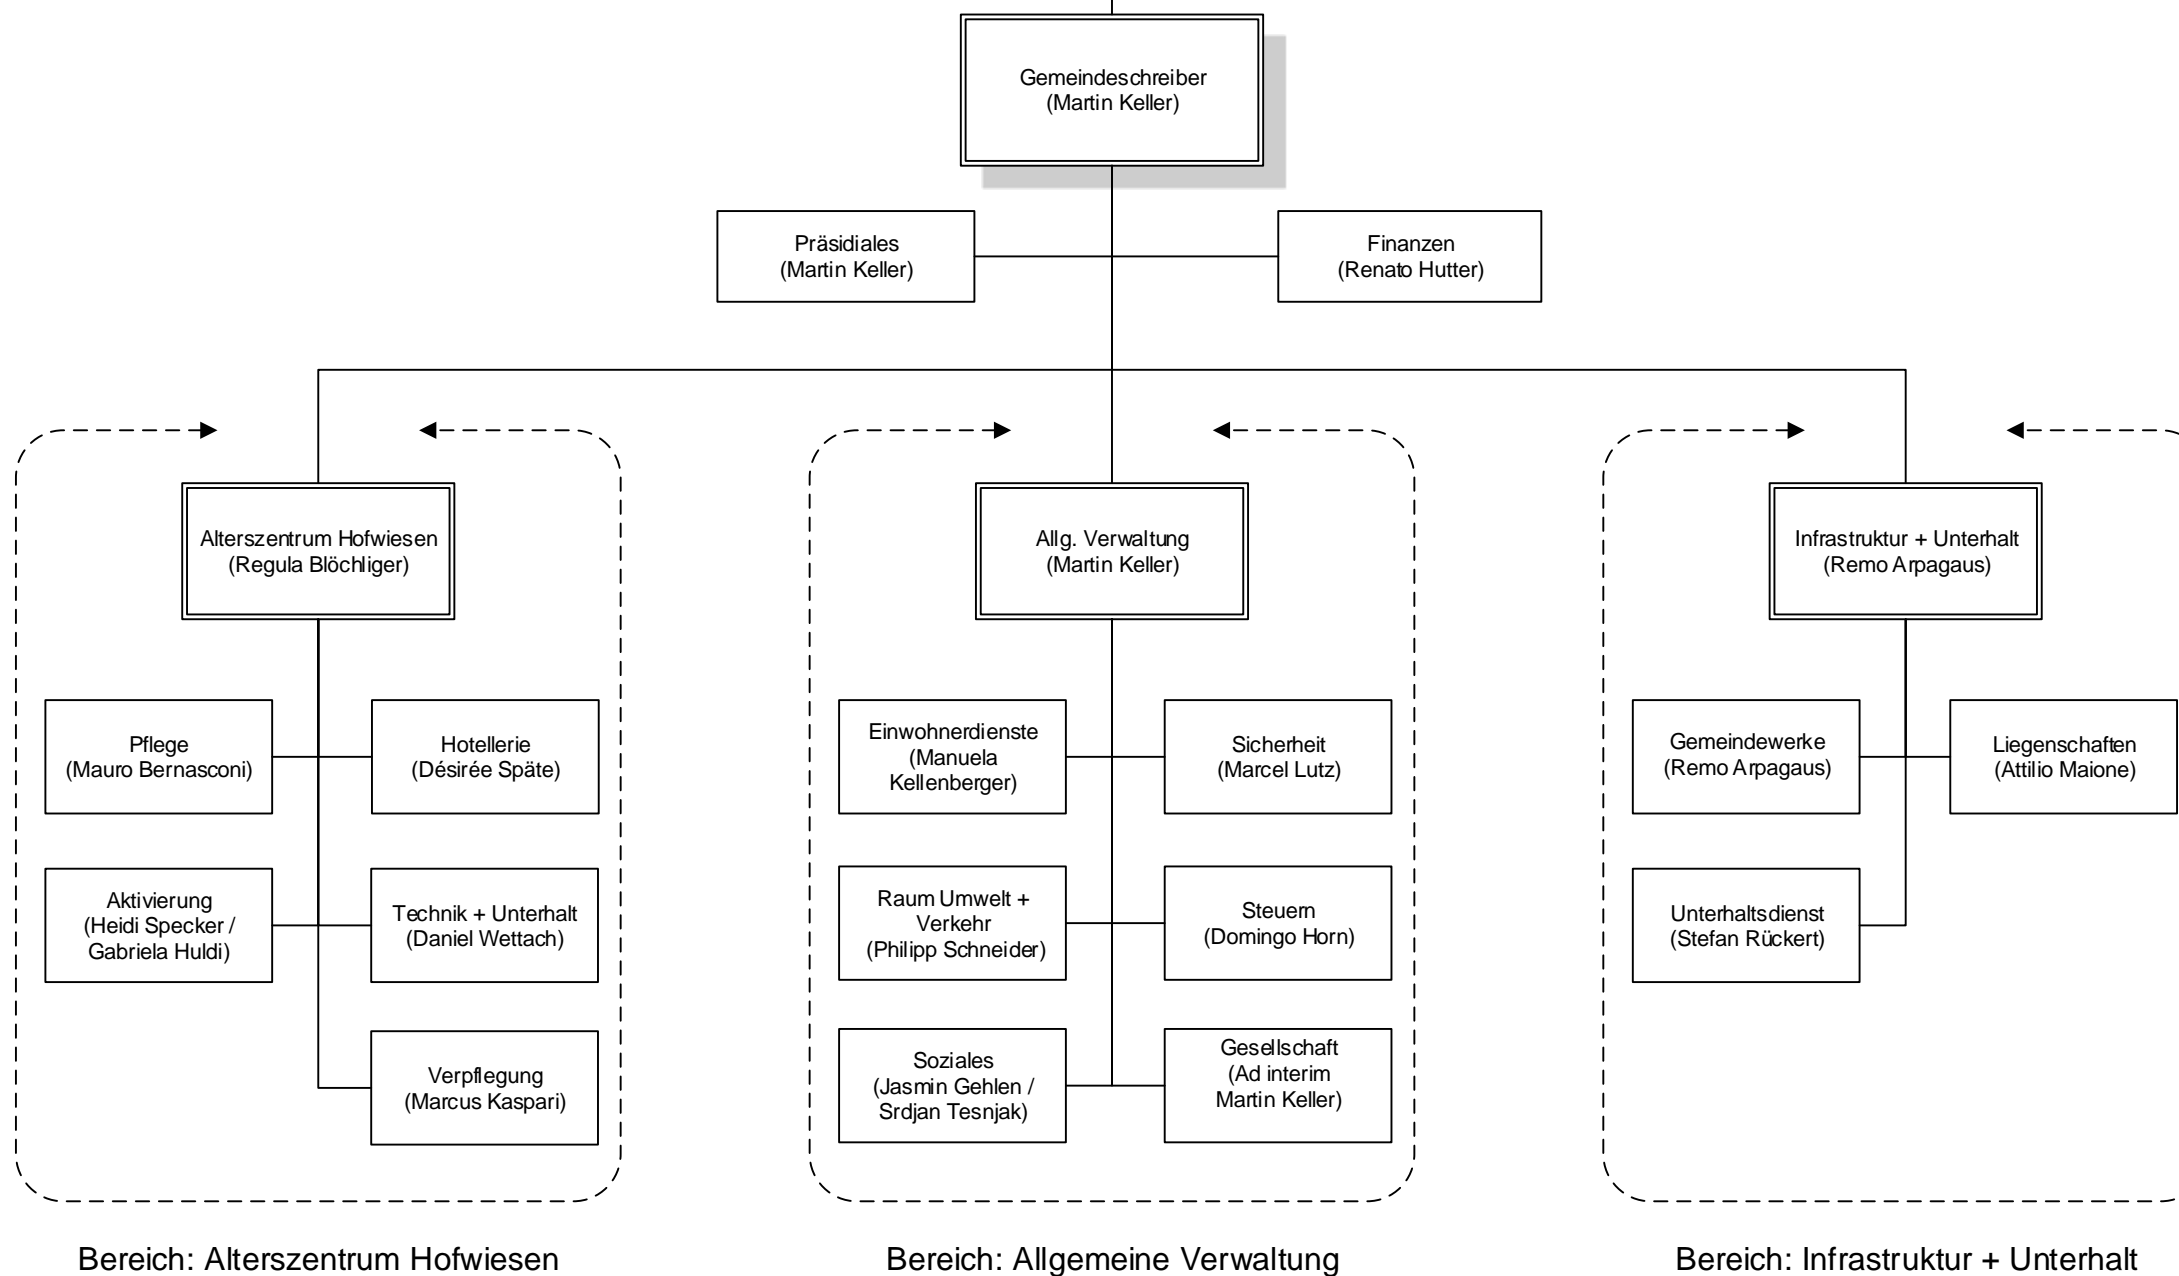 Gemeindeschreiber
(Martin Keller)
Präsidiales
(Martin Keller)
Finanzen
(Renato Hutter)
Alterszentrum Hofwiesen
(Regula Blöchliger)
Allg. Verwaltung
(Martin Keller)
Infrastruktur + Unterhalt
(Remo Arpagaus)
Pflege
(Mauro Bernasconi)
Hotellerie
(Désirée Späte)
Aktivierung
(Heidi Specker /
Gabriela Huldi)
Technik + Unterhalt
(Daniel Wettach)
Verpflegung
(Marcus Kaspari)
Einwohnerdienste
(Manuela
Kellenberger)
Sicherheit
(Marcel Lutz)
Raum Umwelt +
Verkehr
(Philipp Schneider)
Steuern
(Domingo Horn)
Soziales
(Jasmin Gehlen /
Srdjan Tesnjak)
Gesellschaft
(Ad interim
Martin Keller)
Gemeindewerke
(Remo Arpagaus)
Liegenschaften
(Attilio Maione)
Unterhaltsdienst
(Stefan Rückert)
Bereich: Alterszentrum Hofwiesen
Bereich: Allgemeine Verwaltung
Bereich: Infrastruktur + Unterhalt